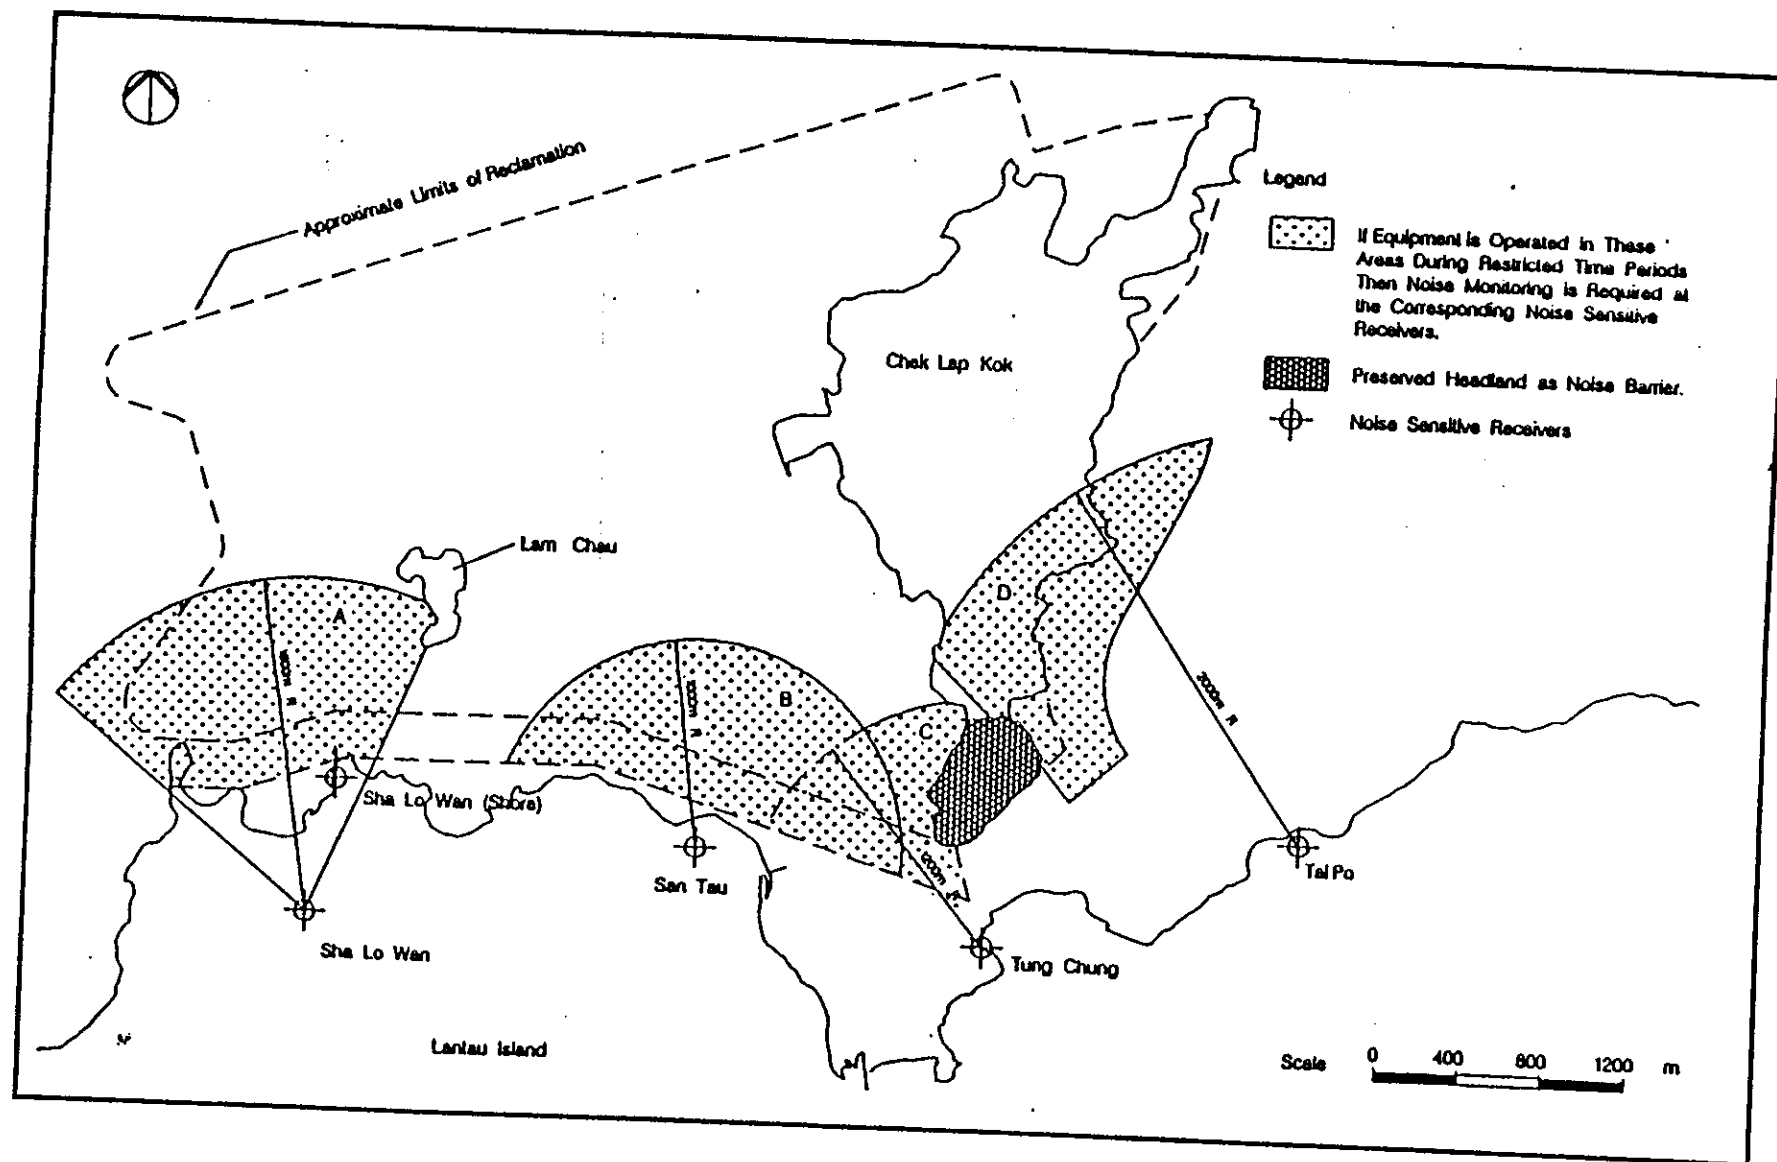 Approximate Limits of Reclamation
Legend
If Equipment is Operated in These
Areas During Restricted Time Periods
Then Noise Monitoring is Required at
the Corresponding Noise Sensitive
Receivers.
Chek Lap Kok
Preserved Headland as Noise Barrier.
Noise Sensitive Receivers
Lam Chau
A
D
B
C
1000m R
2000m R
1200m R.
Sha Lo Wan (Shore)
San Tau
Tai Po
Sha Lo Wan
Tung Chung
Lantau Island
Scale 0 400 800 1200 m